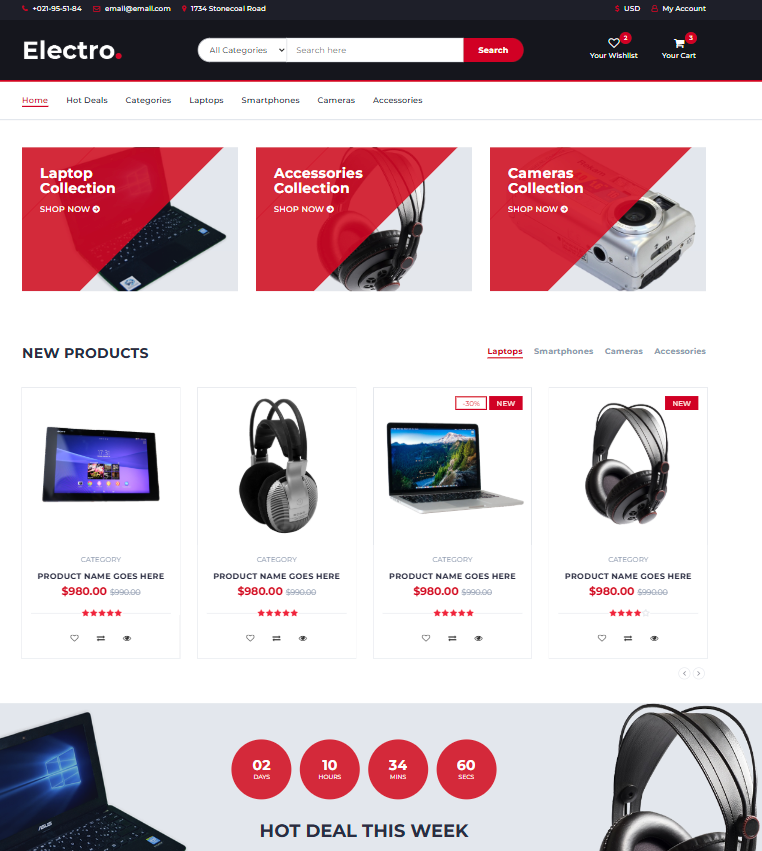 +021-95-51-84 email@email.com 1734 Stonecoal Road USD My Account
Electro.
All Categories Search here Search
2 3
Your Wishlist Your Cart
Home Hot Deals Categories Laptops Smartphones Cameras Accessories
Laptop Collection
SHOP NOW
Accessories Collection
SHOP NOW
Cameras Collection
SHOP NOW
NEW PRODUCTS
Laptops Smartphones Cameras Accessories
CATEGORY
PRODUCT NAME GOES HERE
$980.00 $990.00
CATEGORY
PRODUCT NAME GOES HERE
$980.00 $990.00
-30% NEW
CATEGORY
PRODUCT NAME GOES HERE
$980.00 $990.00
NEW
CATEGORY
PRODUCT NAME GOES HERE
$980.00 $990.00
02 10 34 60
DAYS HOURS MINS SECS
ASUS
HOT DEAL THIS WEEK